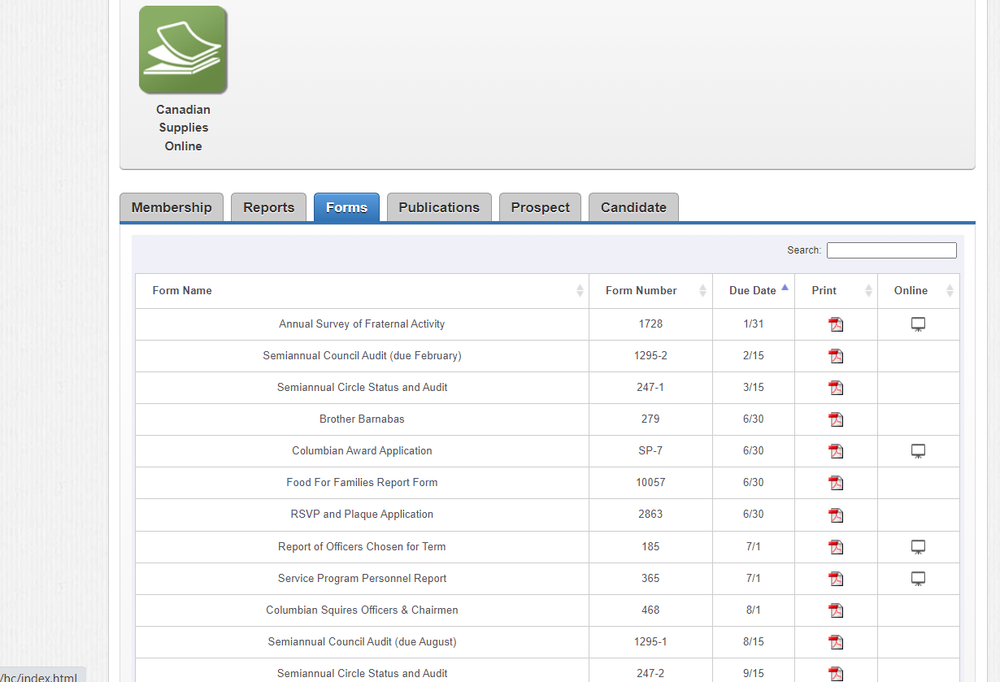 Canadian
Supplies
Online
Membership Reports Forms Publications Prospect Candidate
Search:
Form Name Form Number Due Date Print Online
Annual Survey of Fraternal Activity 1728 1/31
Semiannual Council Audit (due February) 1295-2 2/15
Semiannual Circle Status and Audit 247-1 3/15
Brother Barnabas 279 6/30
Columbian Award Application SP-7 6/30
Food For Families Report Form 10057 6/30
RSVP and Plaque Application 2863 6/30
Report of Officers Chosen for Term 185 7/1
Service Program Personnel Report 365 7/1
Columbian Squires Officers & Chairmen 468 8/1
Semiannual Council Audit (due August) 1295-1 8/15
Semiannual Circle Status and Audit 247-2 9/15
/hc/index.html